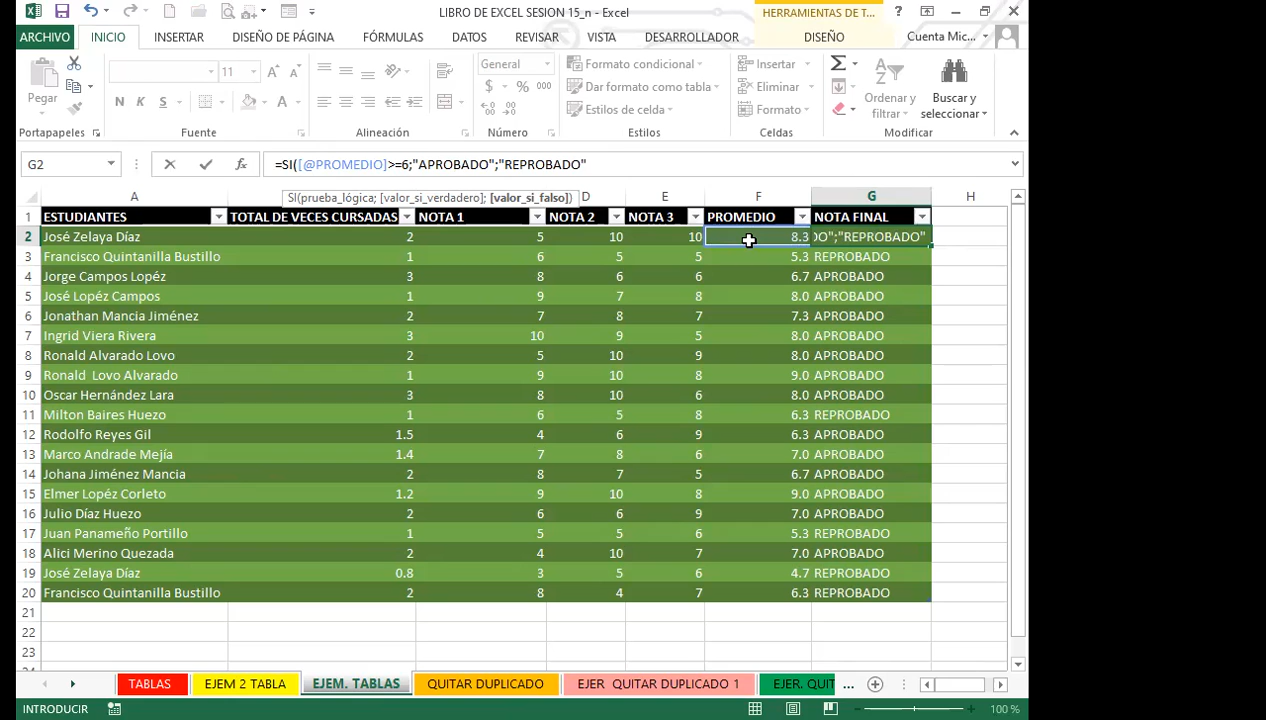 LIBRO DE EXCEL SESION 15_n - Excel
HERRAMIENTAS DE T...
ARCHIVO INICIO INSERTAR DISEÑO DE PÁGINA FÓRMULAS DATOS REVISAR VISTA DESARROLLADOR DISEÑO Cuenta Mic...
Pegar
11
N K S
General
$ % 000
Formato condicional
Dar formato como tabla
Estilos de celda
Insertar
Eliminar
Formato
Ordenar y filtrar
Buscar y seleccionar
Portapapeles Fuente Alineación Número Estilos Celdas Modificar
G2 =SI([@PROMEDIO]>=6;"APROBADO";"REPROBADO"
SI(prueba_lógica; [valor_si_verdadero]; [valor_si_falso])
A D E F G H
1 ESTUDIANTES TOTAL DE VECES CURSADAS NOTA 1 NOTA 2 NOTA 3 PROMEDIO NOTA FINAL
2 José Zelaya Díaz 2 5 10 10 8.3 DO";"REPROBADO"
3 Francisco Quintanilla Bustillo 1 6 5 5 5.3 REPROBADO
4 Jorge Campos Lopéz 3 8 6 6 6.7 APROBADO
5 José Lopéz Campos 1 9 7 8 8.0 APROBADO
6 Jonathan Mancia Jiménez 2 7 8 7 7.3 APROBADO
7 Ingrid Viera Rivera 3 10 9 5 8.0 APROBADO
8 Ronald Alvarado Lovo 2 5 10 9 8.0 APROBADO
9 Ronald  Lovo Alvarado 1 9 10 8 9.0 APROBADO
10 Oscar Hernández Lara 3 8 10 6 8.0 APROBADO
11 Milton Baires Huezo 1 6 5 8 6.3 REPROBADO
12 Rodolfo Reyes Gil 1.5 4 6 9 6.3 APROBADO
13 Marco Andrade Mejía 1.4 7 8 6 7.0 APROBADO
14 Johana Jiménez Mancia 2 8 7 5 6.7 APROBADO
15 Elmer Lopéz Corleto 1.2 9 10 8 9.0 APROBADO
16 Julio Díaz Huezo 2 6 6 9 7.0 APROBADO
17 Juan Panameño Portillo 1 5 5 6 5.3 REPROBADO
18 Alici Merino Quezada 2 4 10 7 7.0 APROBADO
19 José Zelaya Díaz 0.8 3 5 6 4.7 REPROBADO
20 Francisco Quintanilla Bustillo 2 8 4 7 6.3 REPROBADO
21
22
23
TABLAS EJEM 2 TABLA EJEM. TABLAS QUITAR DUPLICADO EJER QUITAR DUPLICADO 1 EJER. QUIT ...
INTRODUCIR 100 %